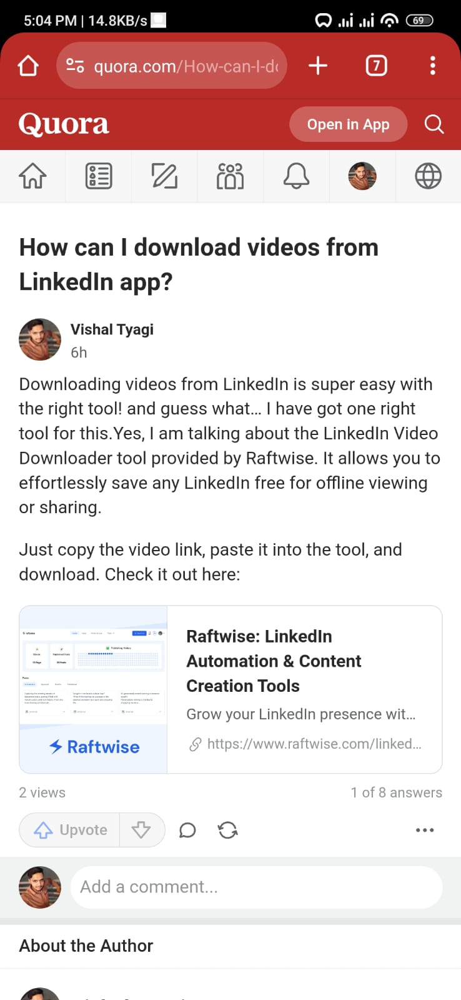 5:04 PM | 14.8KB/s
69
quora.com/How-can-I-do
7
Quora
Open in App
How can I download videos from
LinkedIn app?
Vishal Tyagi
6h
Downloading videos from LinkedIn is super easy with
the right tool! and guess what... I have got one right
tool for this.Yes, I am talking about the LinkedIn Video
Downloader tool provided by Raftwise. It allows you to
effortlessly save any LinkedIn free for offline viewing
or sharing.
Just copy the video link, paste it into the tool, and
download. Check it out here:
Publishing History
Raftwise
Raftwise: LinkedIn
Automation & Content
Creation Tools
Grow your LinkedIn presence wit...
https://www.raftwise.com/linked...
2 views
1 of 8 answers
Upvote
Add a comment...
About the Author